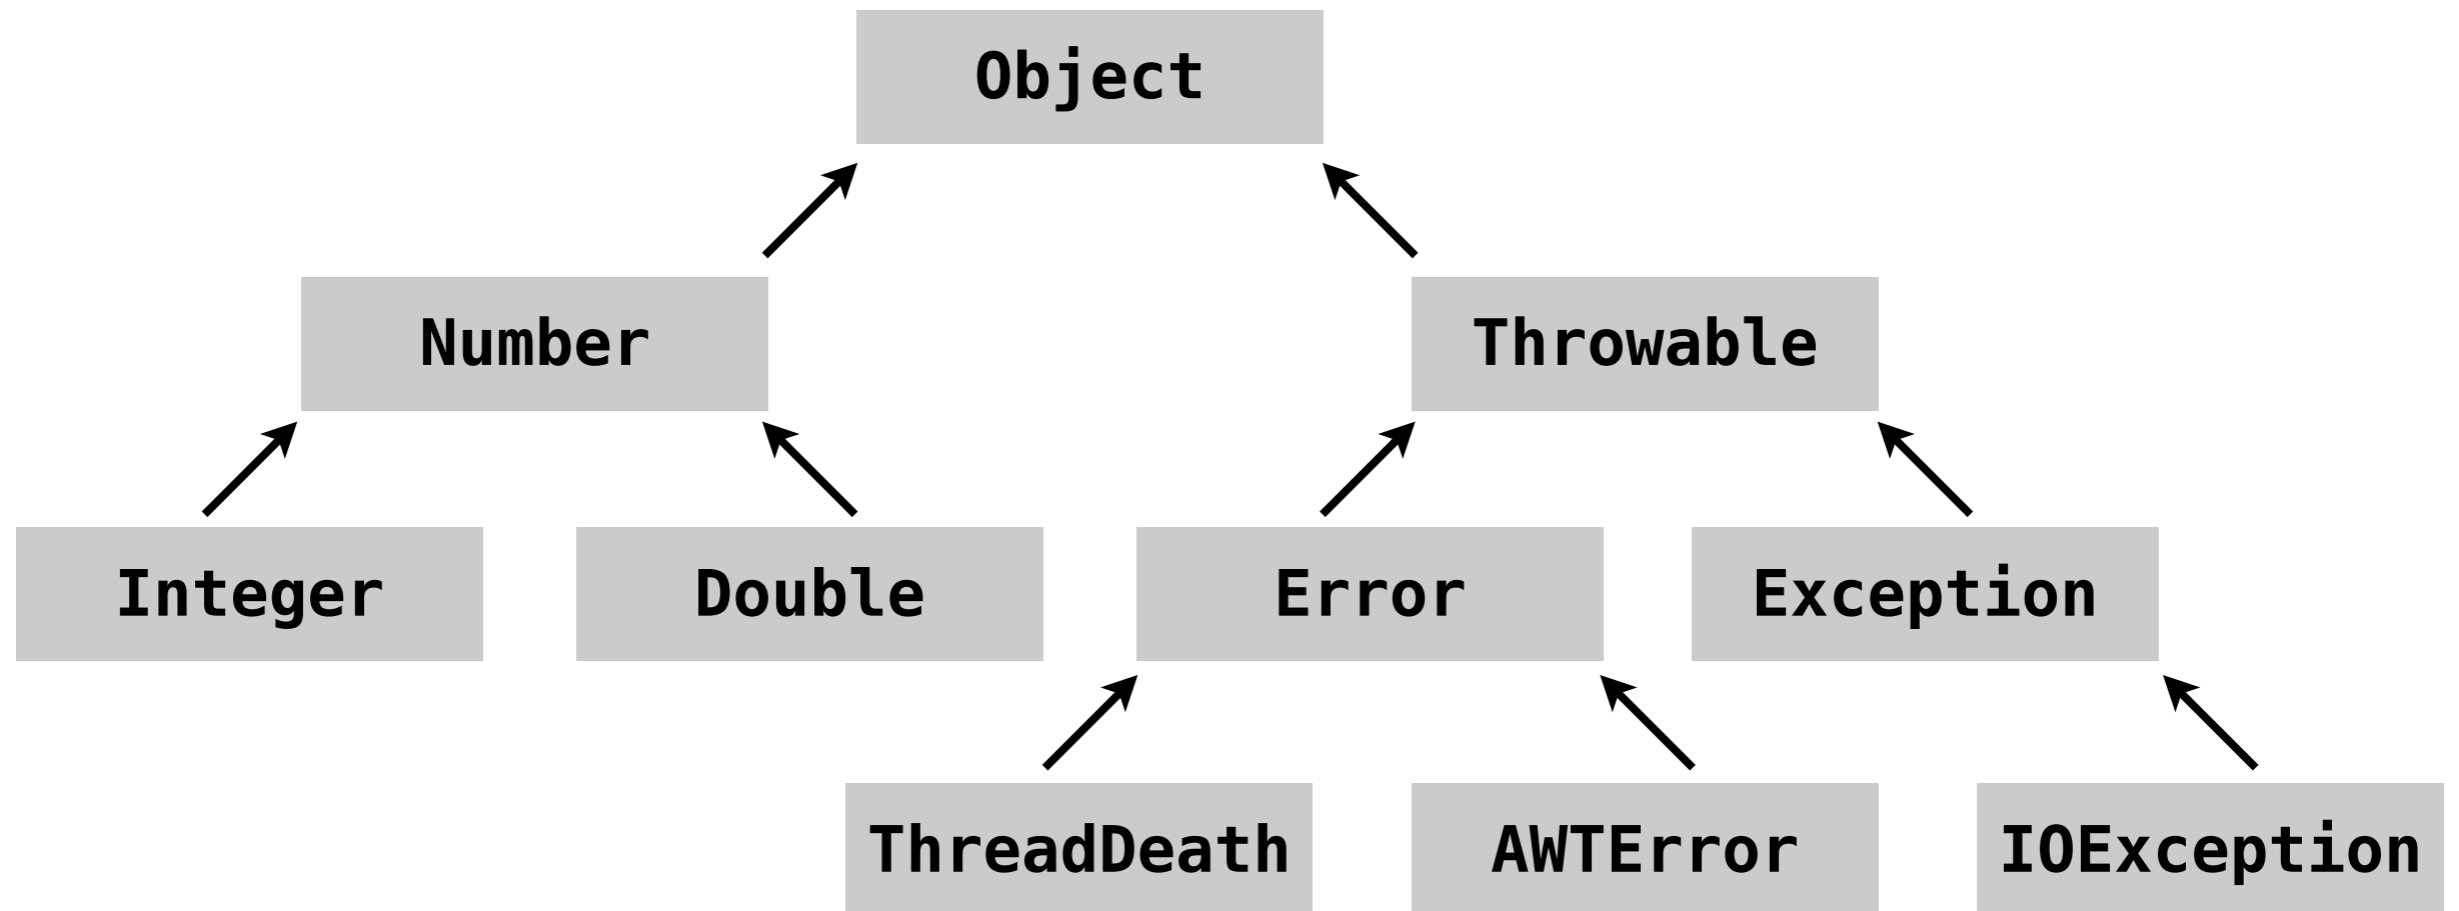 Object
Number
Throwable
Integer
Double
Error
Exception
ThreadDeath
AWTError
IOException